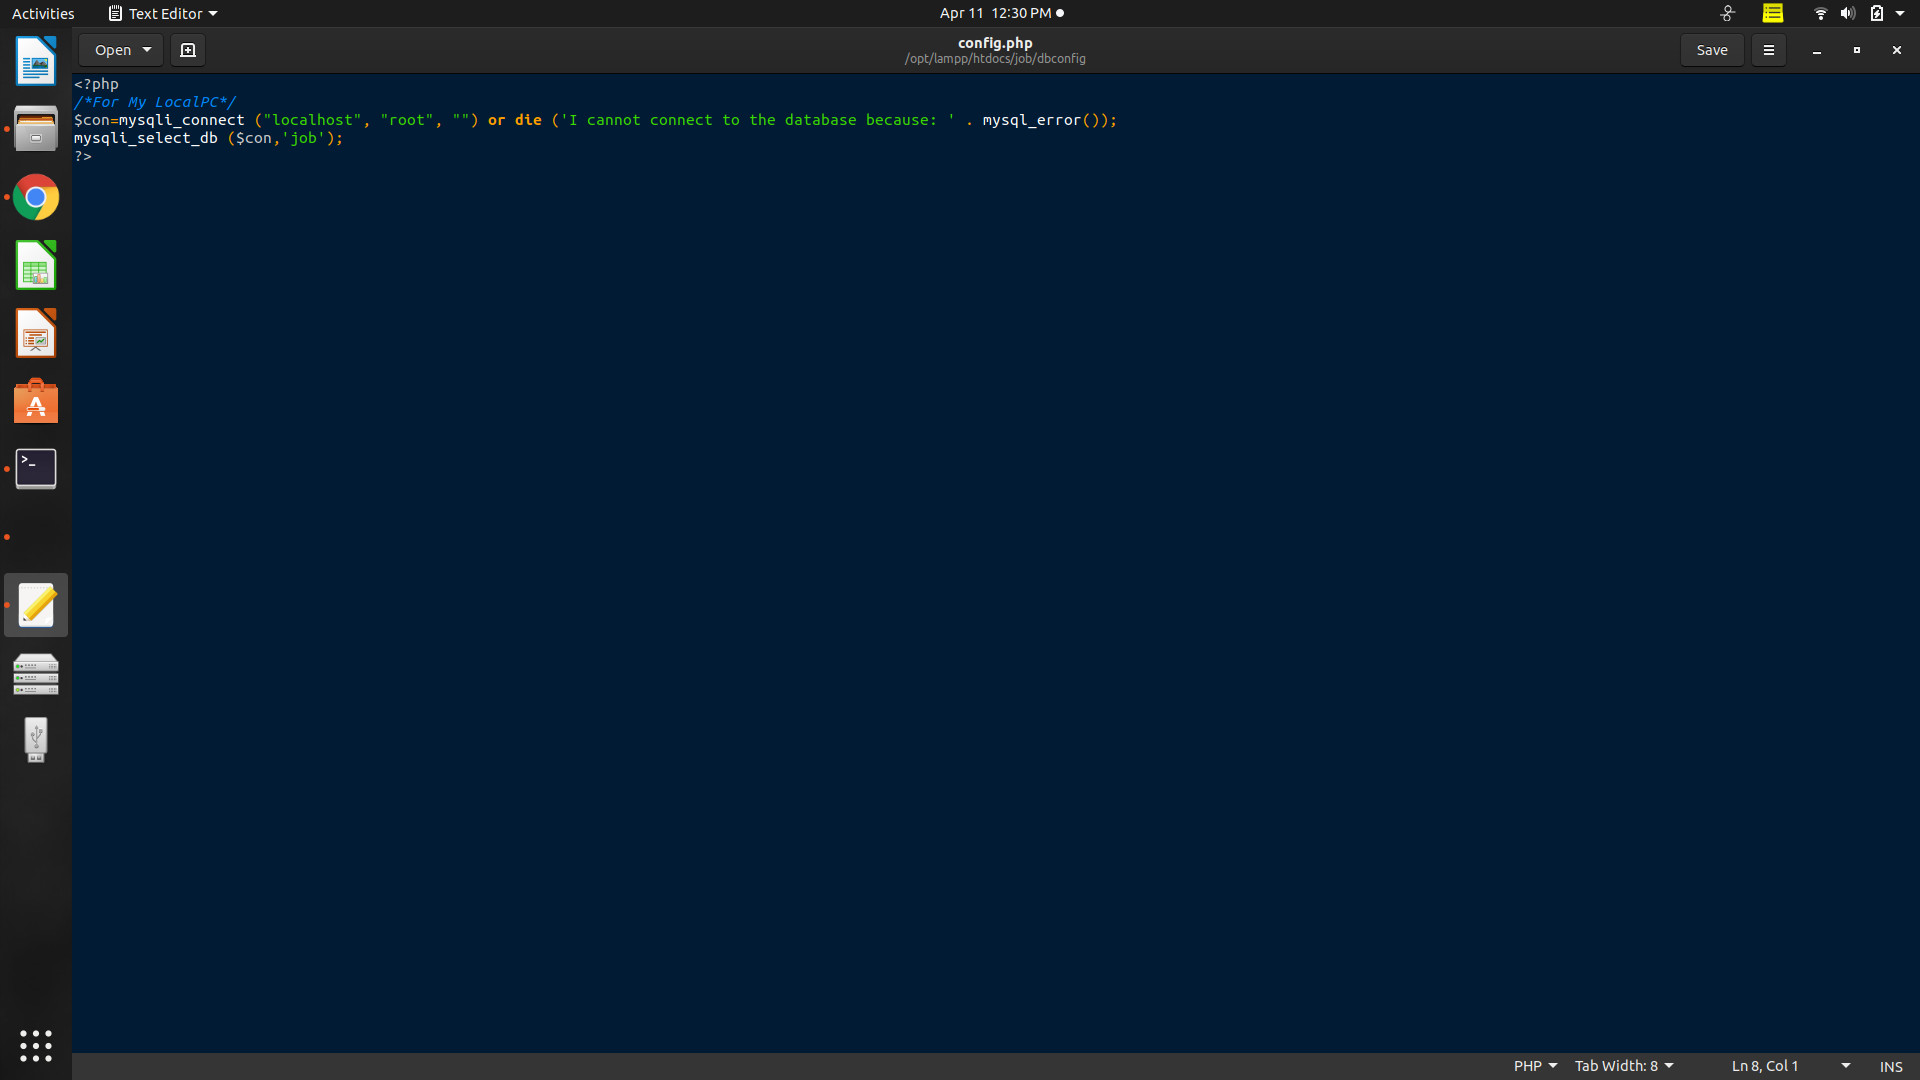 Activities
Text Editor
Apr 11 12:30 PM
Open
config.php
/opt/lampp/htdocs/job/dbconfig
Save
<?php
/*For My LocalPC*/
$con=mysqli_connect ("localhost", "root", "") or die ('I cannot connect to the database because: ' . mysql_error());
mysqli_select_db ($con,'job');
?>
PHP
Tab Width: 8
Ln 8, Col 1
INS